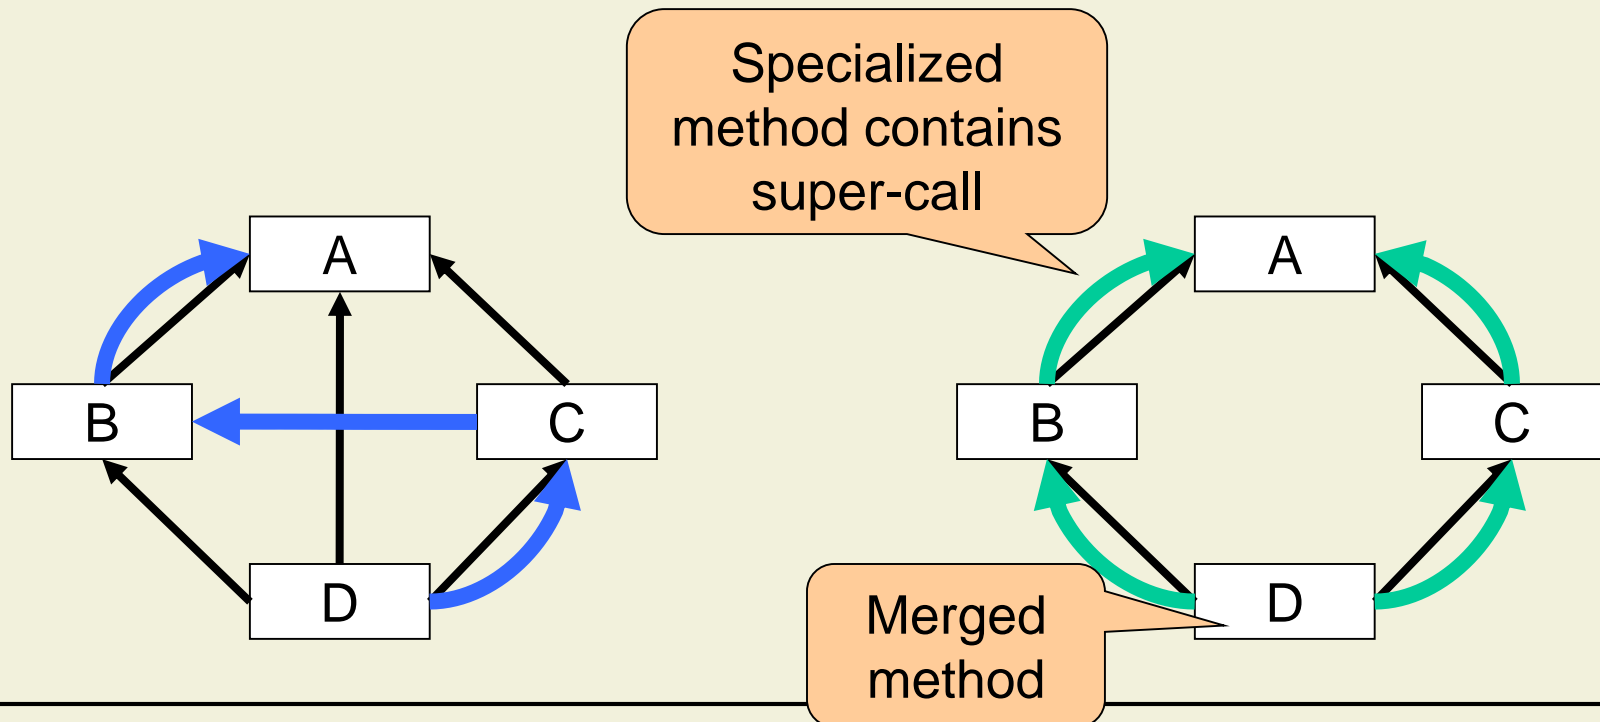 Specialized
method contains
super-call
A
B
C
D
A
B
C
D
Merged
method